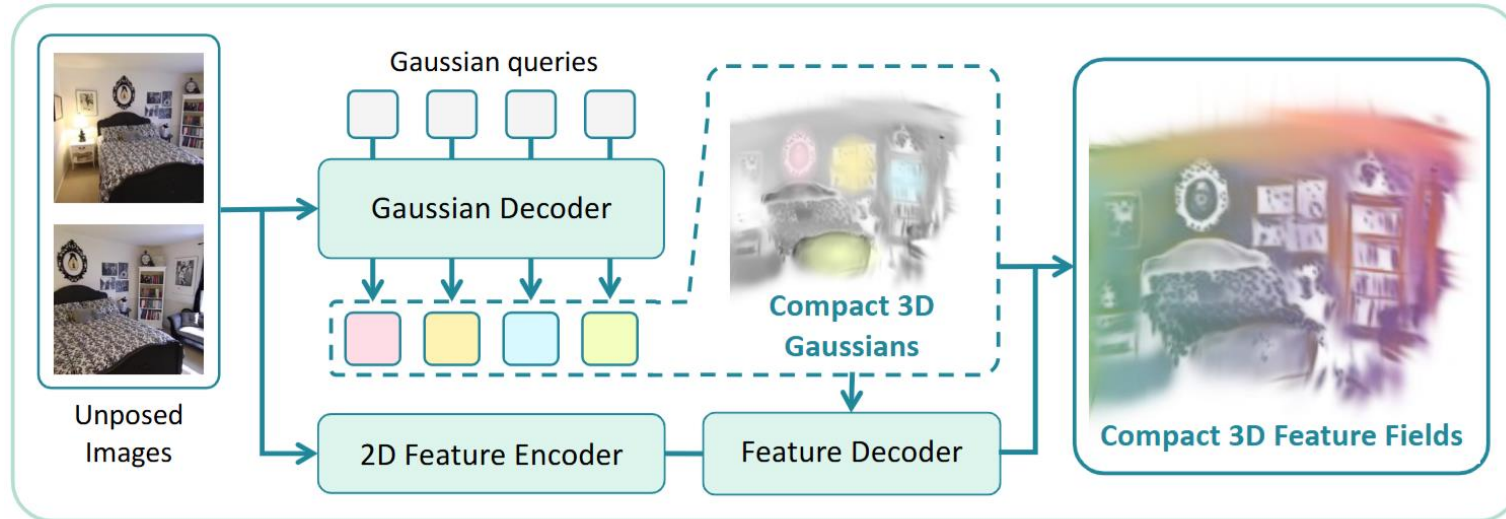 Gaussian queries
Gaussian Decoder
Compact 3D
Gaussians
Unposed
Images
2D Feature Encoder
Feature Decoder
Compact 3D Feature Fields